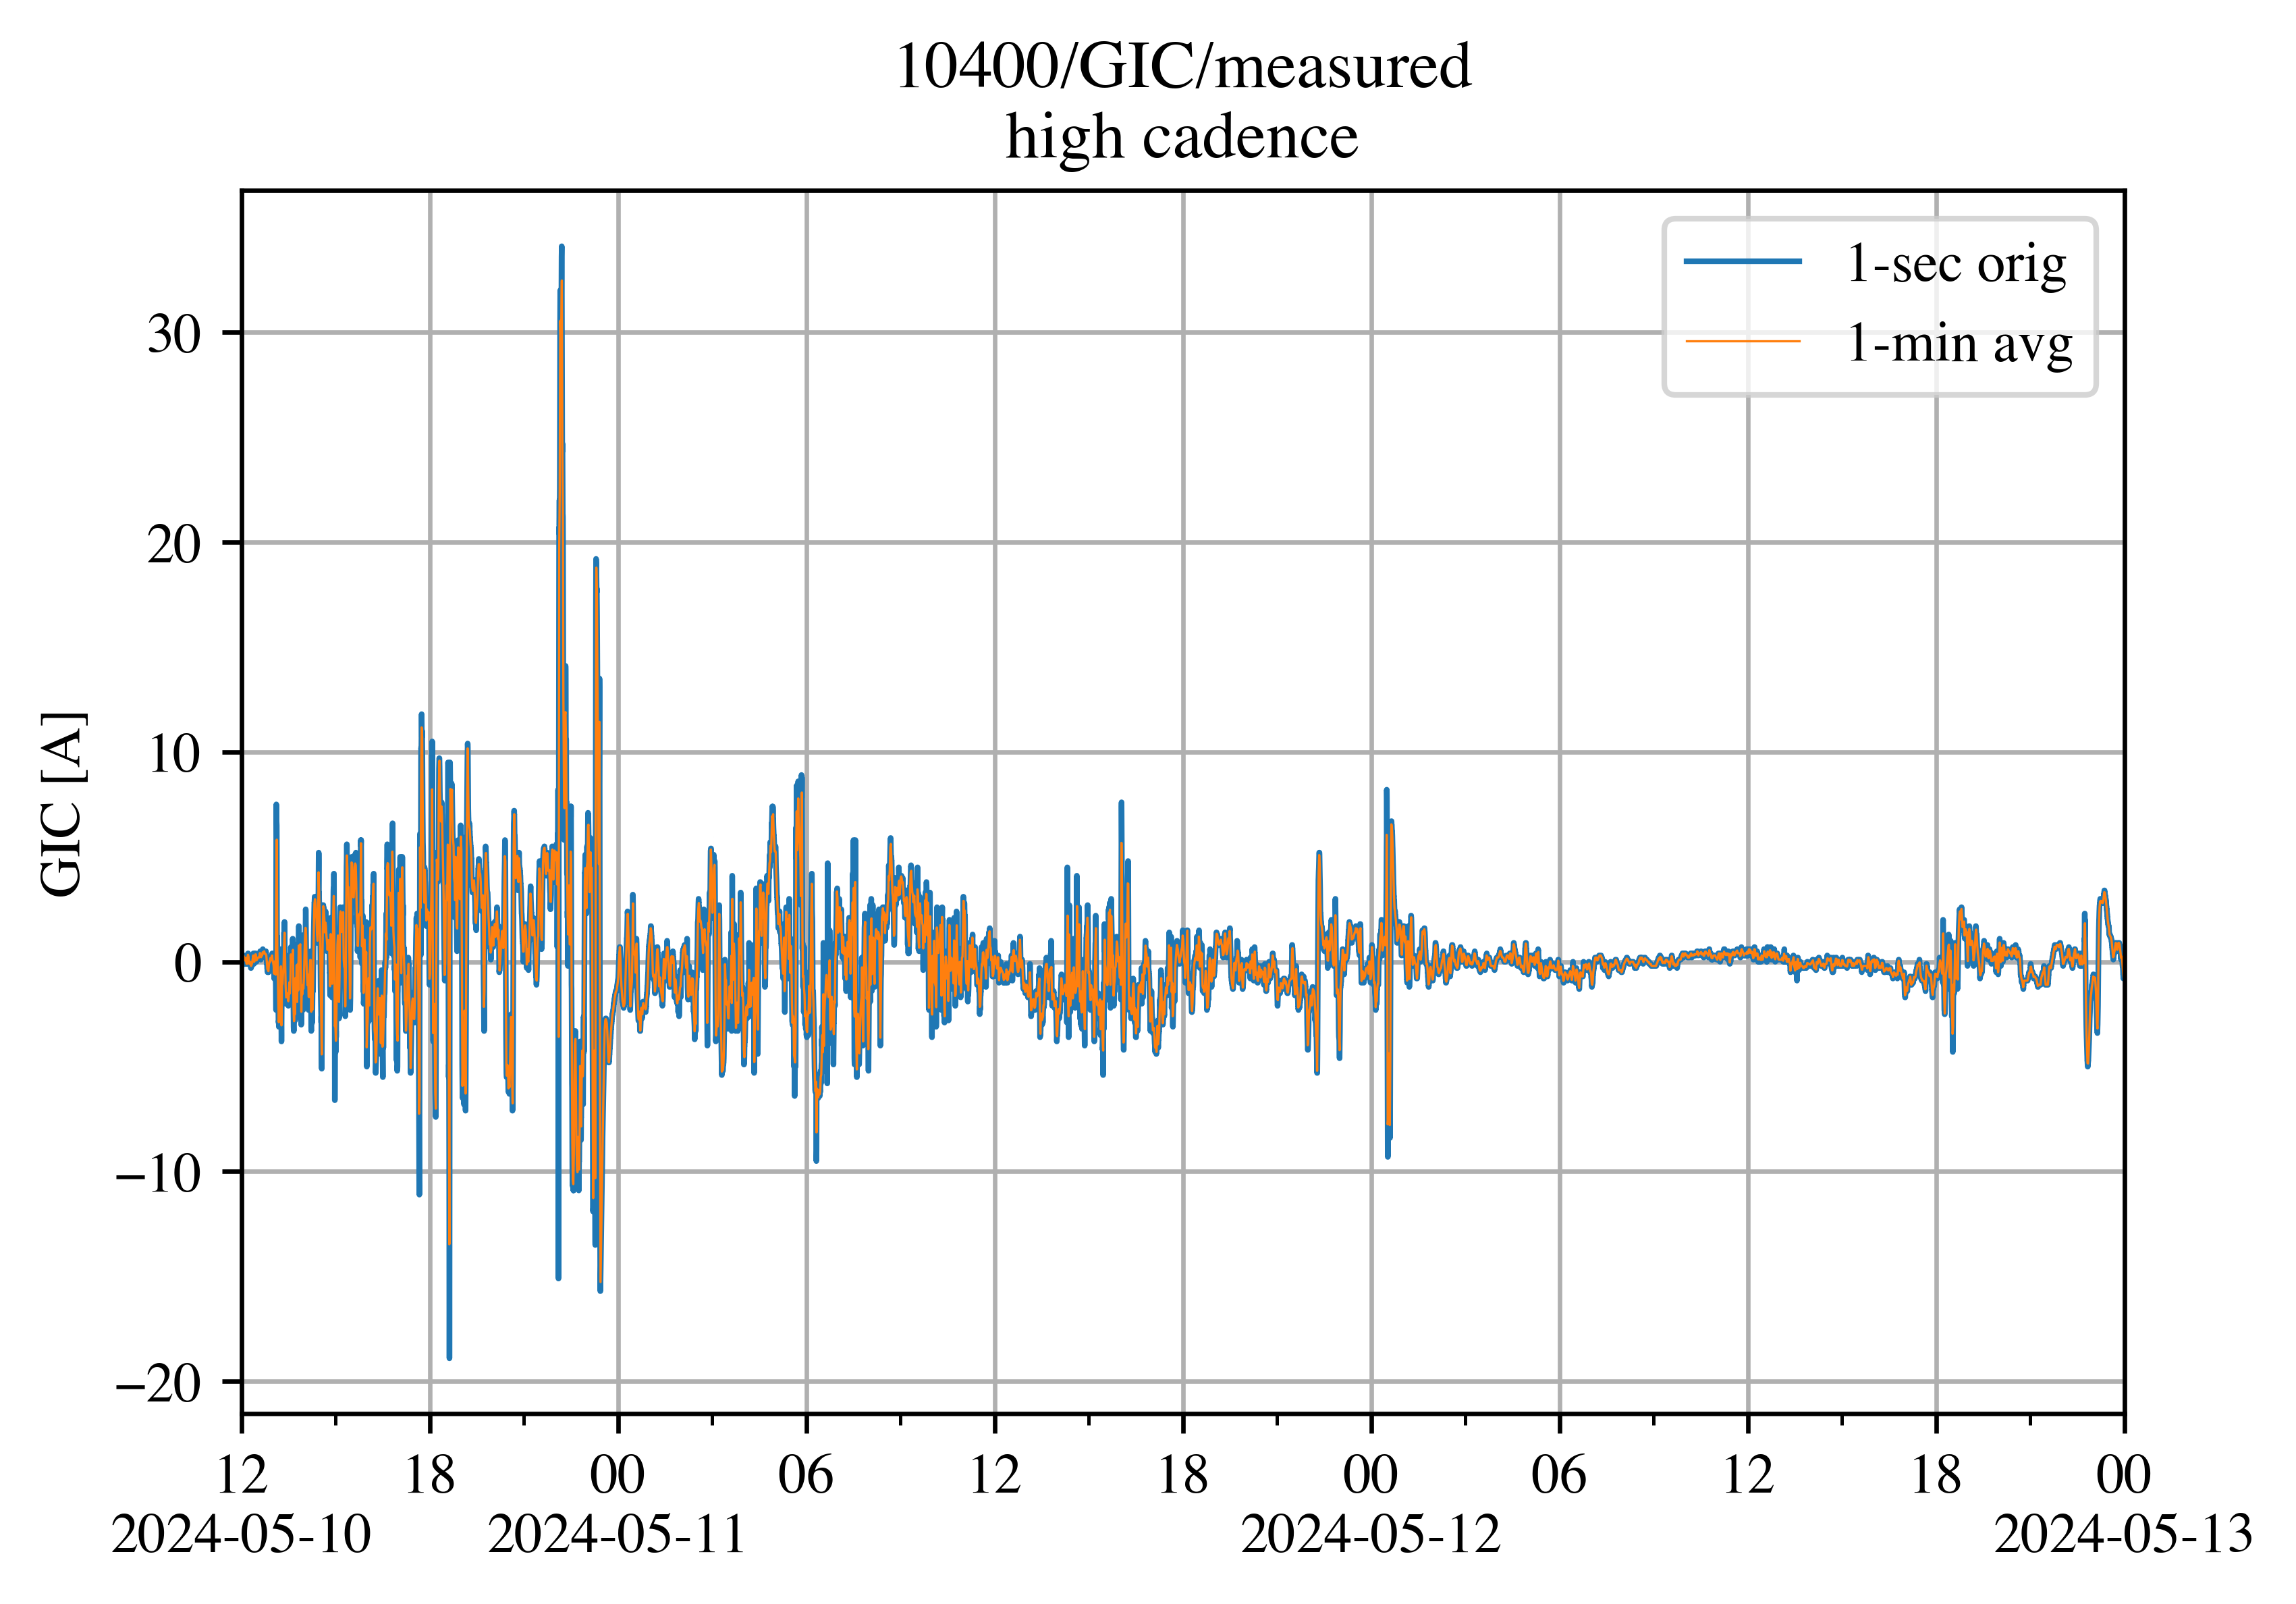 10400/GIC/measured
high cadence
1-sec orig
1-min avg
GIC [A]
30
20
10
0
−10
−20
12 18 00 06 12 18 00 06 12 18 00
2024-05-10 2024-05-11 2024-05-12 2024-05-13